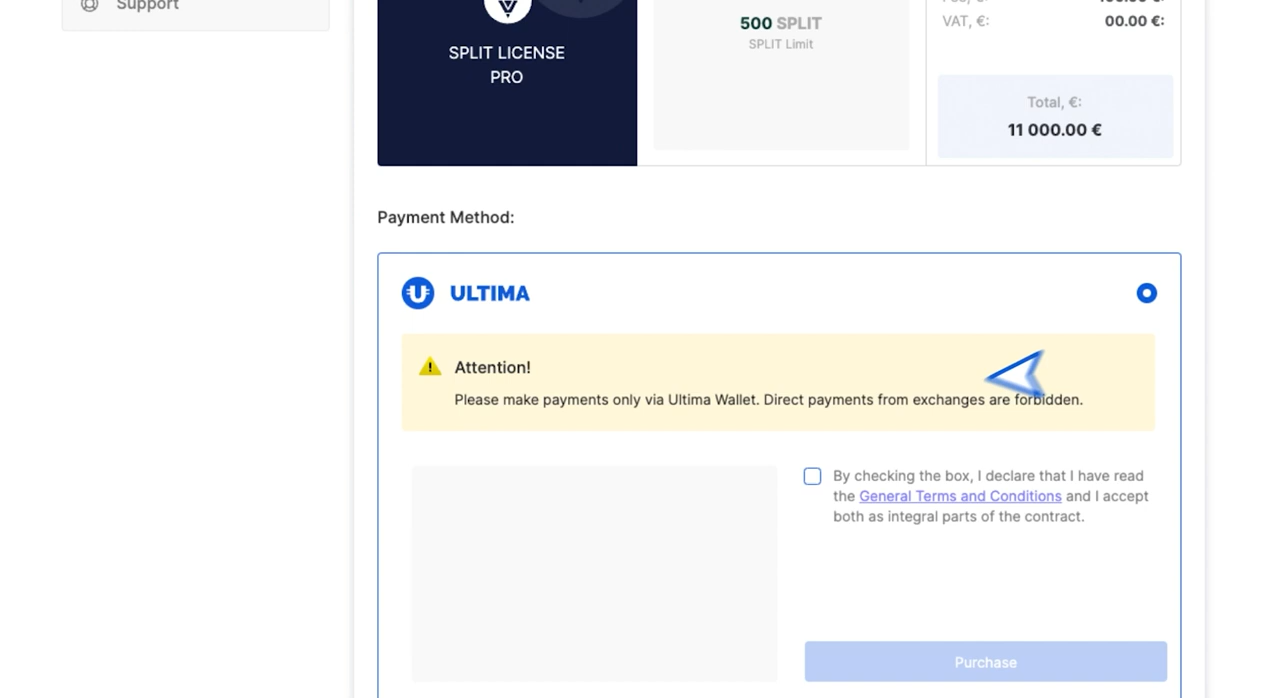 Support
500 SPLIT
SPLIT Limit
VAT, €:
00.00 €:
SPLIT LICENSE
PRO
Total, €:
11 000.00 €
Payment Method:
ULTIMA
Attention!
Please make payments only via Ultima Wallet. Direct payments from exchanges are forbidden.
By checking the box, I declare that I have read
the General Terms and Conditions and I accept
both as integral parts of the contract.
Purchase